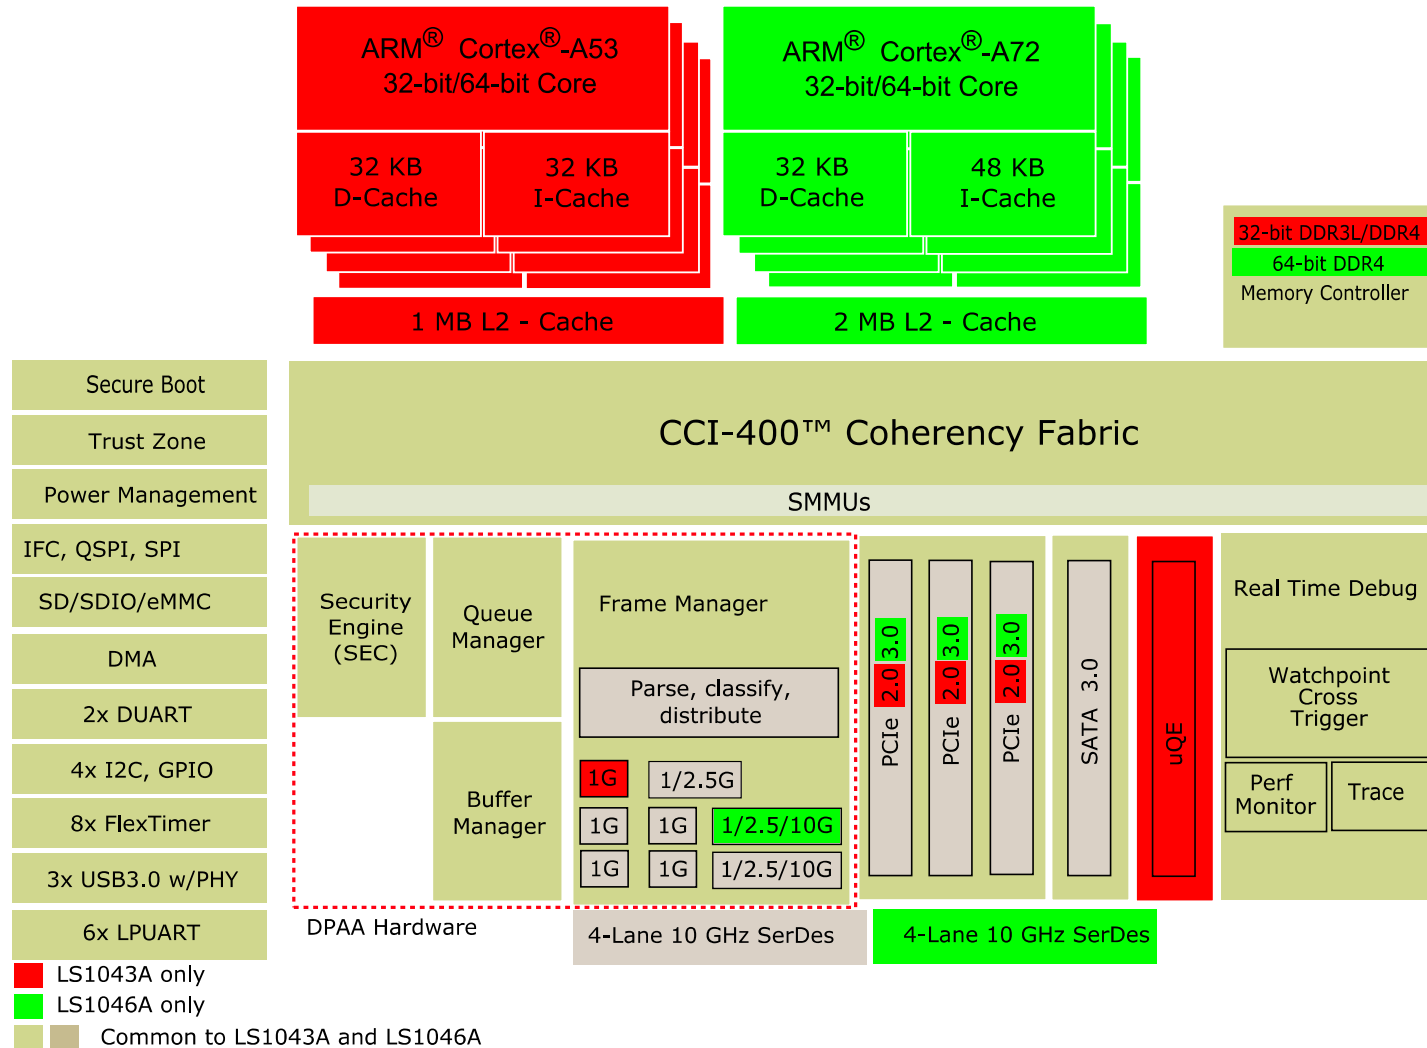 ARM® Cortex®-A53
32-bit/64-bit Core
32 KB
D-Cache
32 KB
I-Cache
1 MB L2 - Cache
ARM® Cortex®-A72
32-bit/64-bit Core
32 KB
D-Cache
48 KB
I-Cache
2 MB L2 - Cache
32-bit DDR3L/DDR4
64-bit DDR4
Memory Controller
Secure Boot
Trust Zone
Power Management
IFC, QSPI, SPI
SD/SDIO/eMMC
DMA
2x DUART
4x I2C, GPIO
8x FlexTimer
3x USB3.0 w/PHY
6x LPUART
CCI-400™ Coherency Fabric
SMMUs
Security
Engine
(SEC)
Queue
Manager
Buffer
Manager
Frame Manager
Parse, classify,
distribute
1G
1/2.5G
1G
1G
1/2.5/10G
1G
1G
1/2.5/10G
DPAA Hardware
PCIe 2.0 3.0
PCIe 2.0 3.0
PCIe 2.0 3.0
SATA 3.0
uQE
Real Time Debug
Watchpoint
Cross
Trigger
Perf
Monitor
Trace
4-Lane 10 GHz SerDes
4-Lane 10 GHz SerDes
LS1043A only
LS1046A only
Common to LS1043A and LS1046A